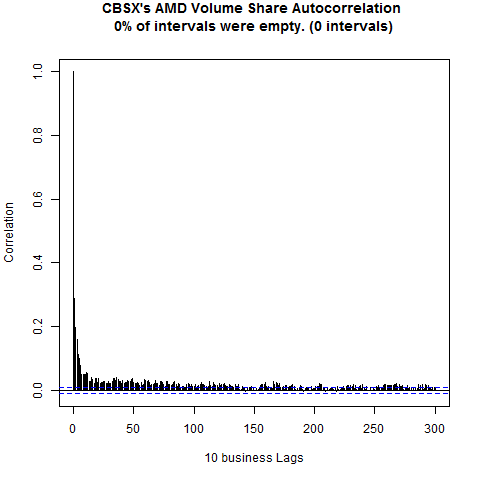 CBSX's AMD Volume Share Autocorrelation
0% of intervals were empty. (0 intervals)
1.0
0.8
0.6
0.4
0.2
0.0
Correlation
0 50 100 150 200 250 300
10 business Lags